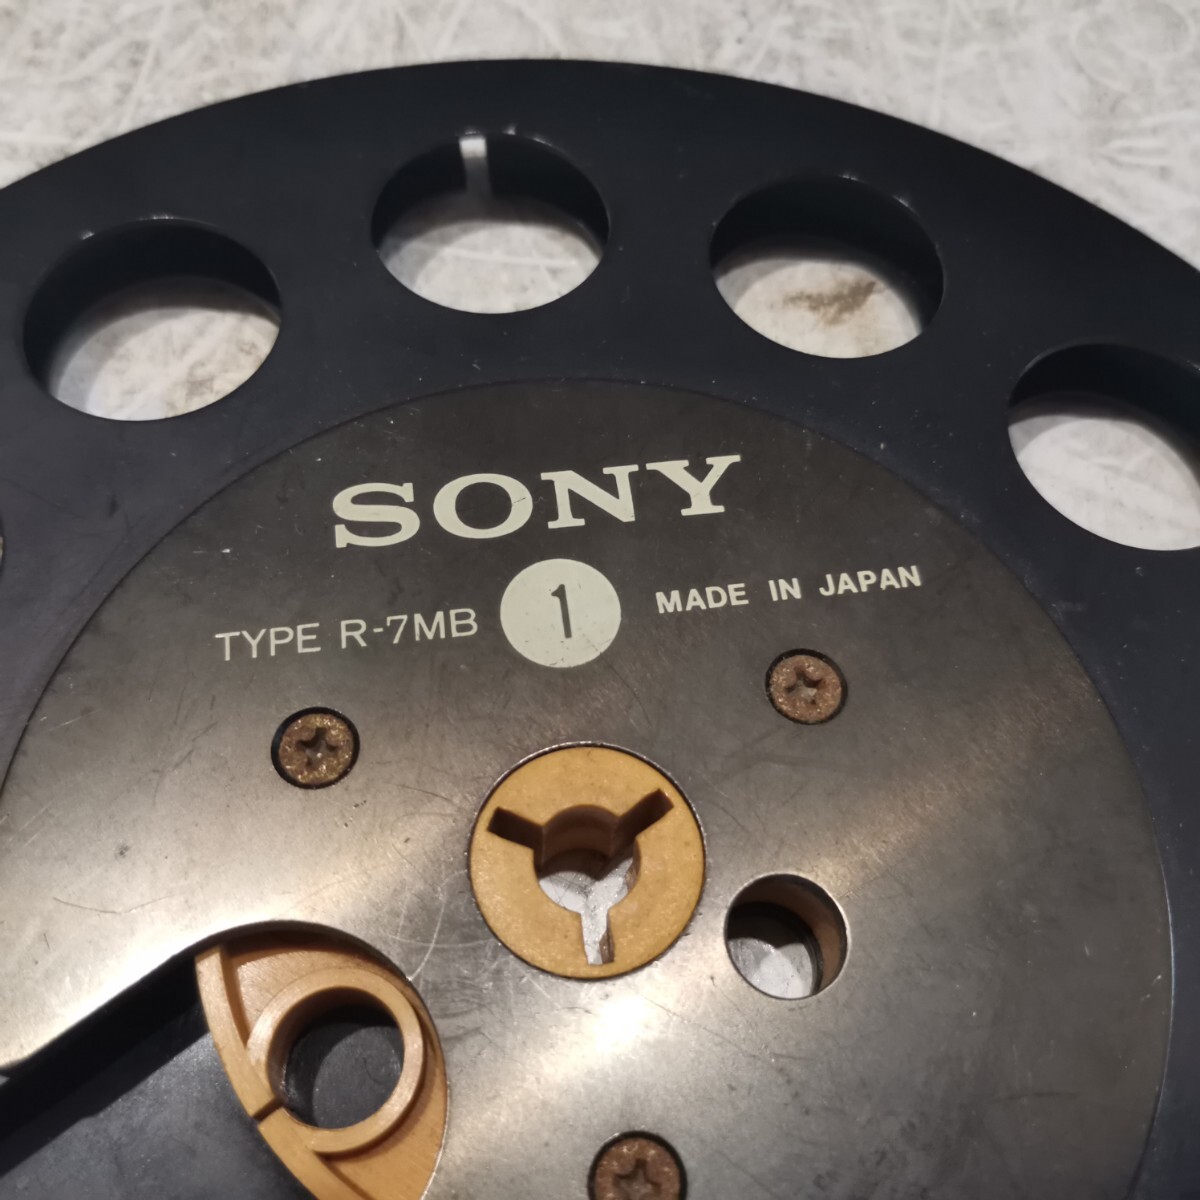 SONY
TYPE R-7MB 1 MADE IN JAPAN